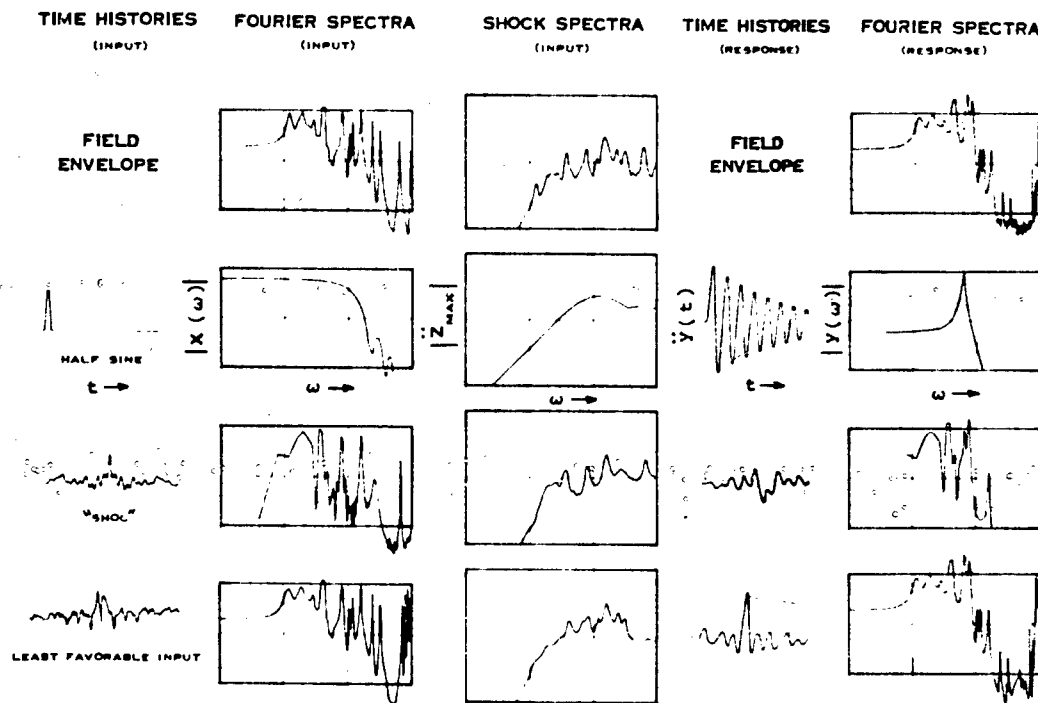 TIME HISTORIES
(INPUT)
FOURIER SPECTRA
(INPUT)
SHOCK SPECTRA
(INPUT)
TIME HISTORIES
(RESPONSE)
FOURIER SPECTRA
(RESPONSE)
FIELD
ENVELOPE
FIELD
ENVELOPE
HALF SINE
t →
|X(ω)|
ω →
|Z̈ MAX|
ω →
ÿ(t)
t →
|Y(ω)|
ω →
"SHOC"
LEAST FAVORABLE INPUT